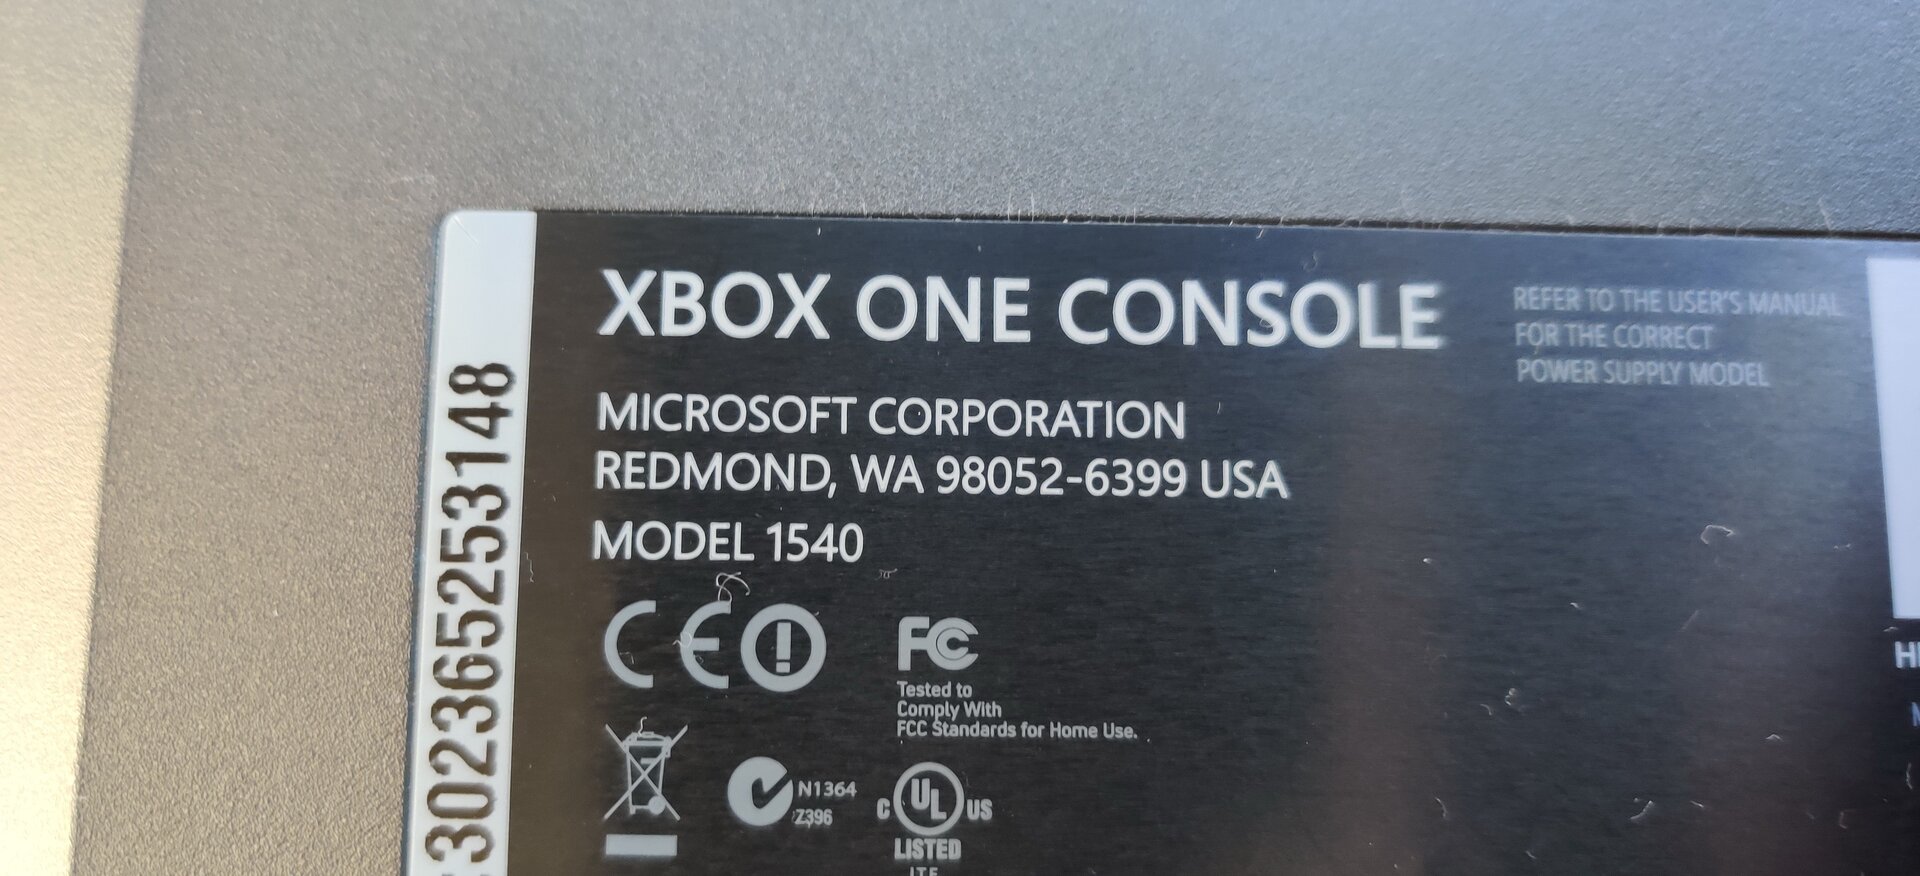 XBOX ONE CONSOLE
REFER TO THE USER'S MANUAL
FOR THE CORRECT
POWER SUPPLY MODEL
MICROSOFT CORPORATION
REDMOND, WA 98052-6399 USA
MODEL 1540
CE
FC
Tested to
Comply With
FCC Standards for Home Use.
N1364
Z396
C UL US
LISTED
I.T.E.
302365253148